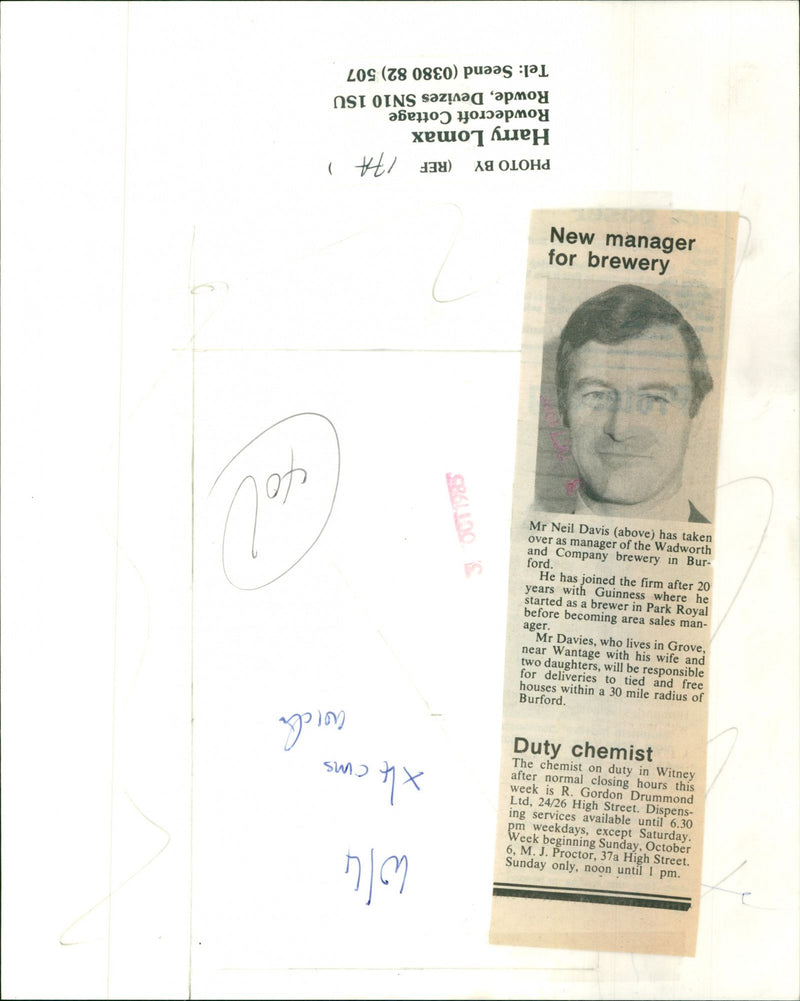 PHOTO BY (REF 17A )
Harry Lomax
Rowdecroft Cottage
Rowde, Devizes SN10 1SU
Tel: Seend (0380 82) 507
New manager
for brewery
Mr Neil Davis (above) has taken
over as manager of the Wadworth
and Company brewery in Bur-
ford.
He has joined the firm after 20
years with Guinness where he
started as a brewer in Park Royal
before becoming area sales man-
ager.
Mr Davies, who lives in Grove,
near Wantage with his wife and
two daughters, will be responsible
for deliveries to tied and free
houses within a 30 mile radius of
Burford.
Duty chemist
The chemist on duty in Witney
after normal closing hours this
week is R. Gordon Drummond
Ltd, 24/26 High Street. Dispens-
ing services available until 6.30
pm weekdays, except Saturday.
Week beginning Sunday, October
6, M. J. Proctor, 37a High Street.
Sunday only, noon until 1 pm.
OCT 1985
W/4
x 4 cms
wide